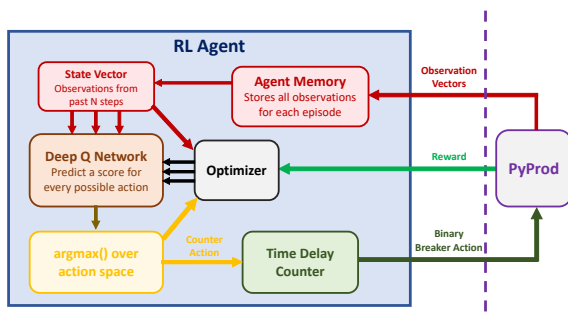 RL Agent
State Vector
Observations from
past N steps
Agent Memory
Stores all observations
for each episode
Observation
Vectors
Deep Q Network
Predict a score for
every possible action
Optimizer
Reward
PyProd
argmax() over
action space
Counter
Action
Time Delay
Counter
Binary
Breaker Action